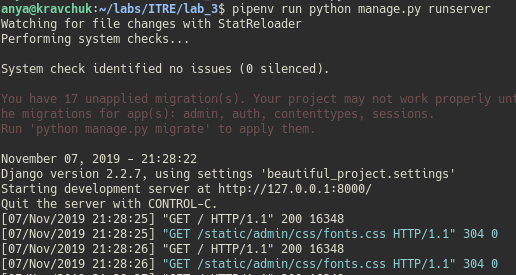 anya@kravchuk:~/labs/ITRE/lab_3$ pipenv run python manage.py runserver
Watching for file changes with StatReloader
Performing system checks...
System check identified no issues (0 silenced).
You have 17 unapplied migration(s). Your project may not work properly unt
he migrations for app(s): admin, auth, contenttypes, sessions.
Run 'python manage.py migrate' to apply them.
November 07, 2019 - 21:28:22
Django version 2.2.7, using settings 'beautiful_project.settings'
Starting development server at http://127.0.0.1:8000/
Quit the server with CONTROL-C.
[07/Nov/2019 21:28:25] "GET / HTTP/1.1" 200 16348
[07/Nov/2019 21:28:25] "GET /static/admin/css/fonts.css HTTP/1.1" 304 0
[07/Nov/2019 21:28:26] "GET / HTTP/1.1" 200 16348
[07/Nov/2019 21:28:26] "GET /static/admin/css/fonts.css HTTP/1.1" 304 0